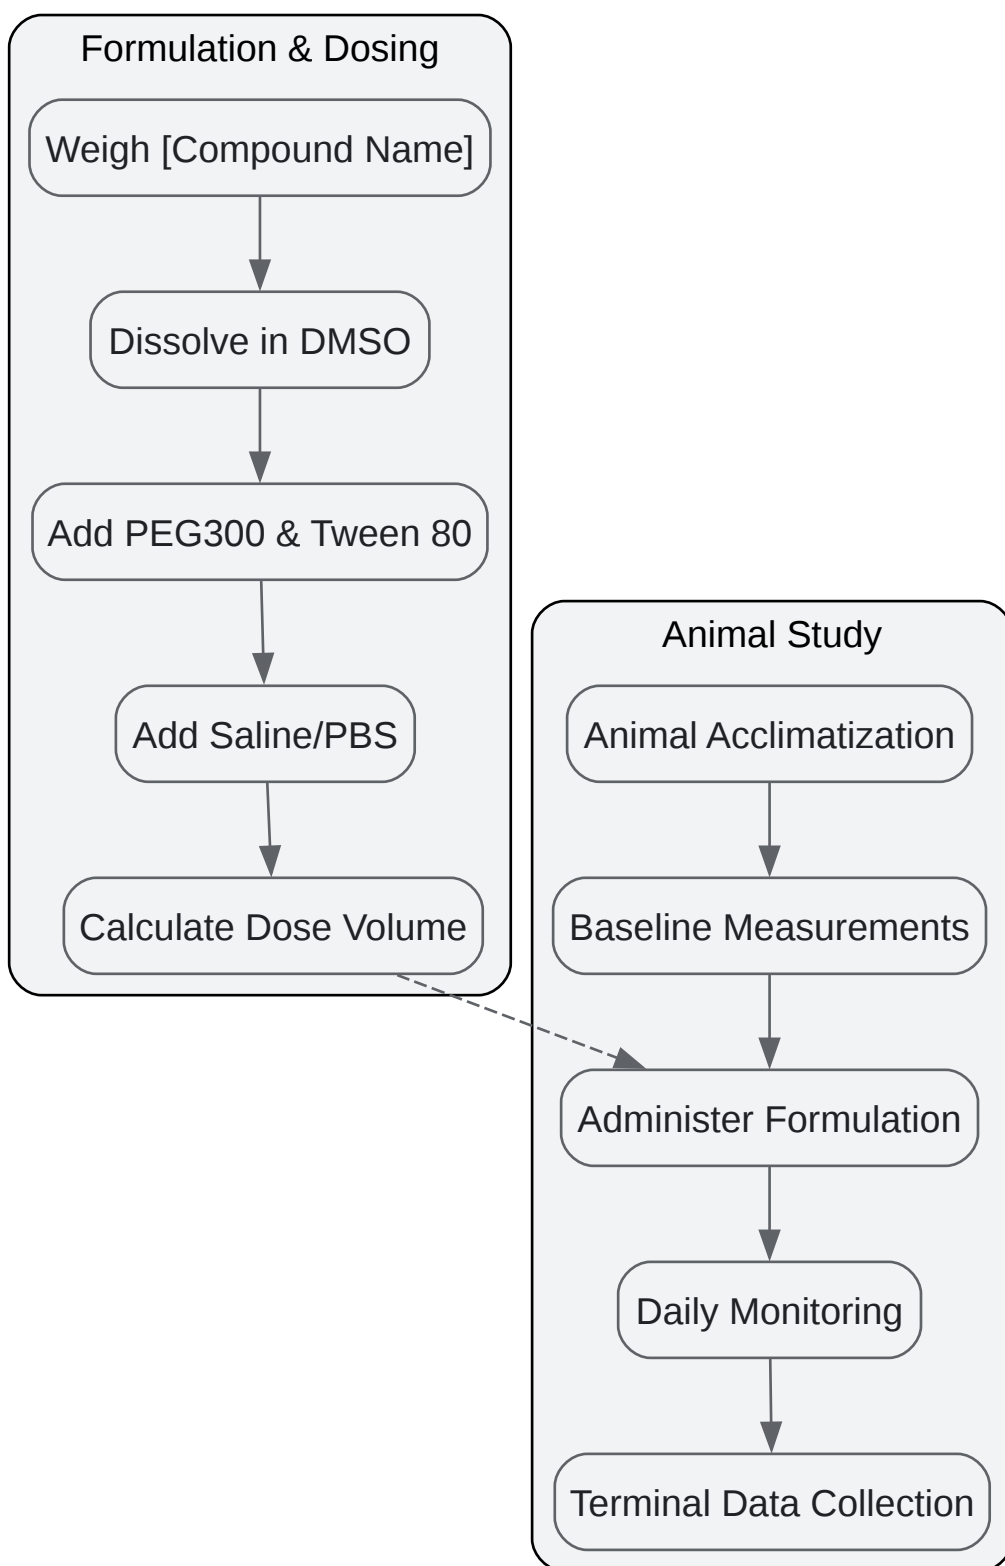 Formulation & Dosing
Weigh [Compound Name]
Dissolve in DMSO
Add PEG300 & Tween 80
Add Saline/PBS
Calculate Dose Volume
Animal Study
Animal Acclimatization
Baseline Measurements
Administer Formulation
Daily Monitoring
Terminal Data Collection